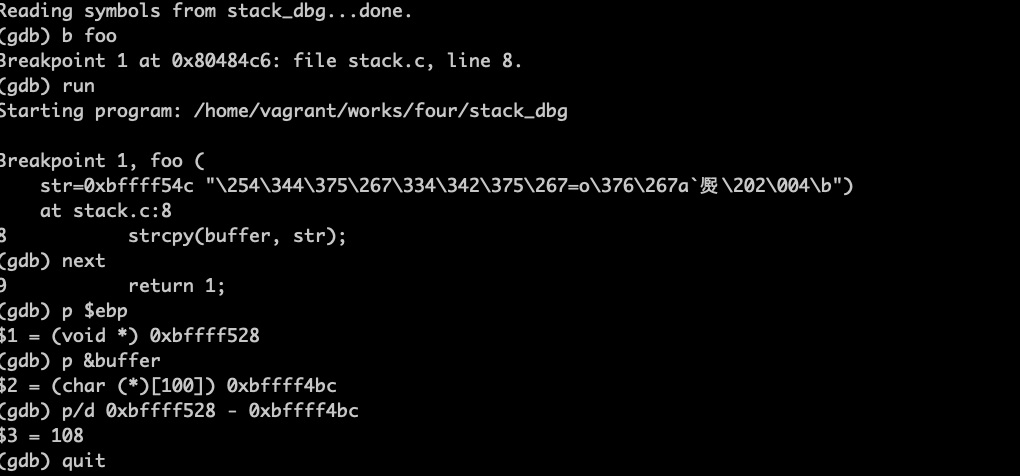 Reading symbols from stack_dbg...done.
(gdb) b foo
Breakpoint 1 at 0x80484c6: file stack.c, line 8.
(gdb) run
Starting program: /home/vagrant/works/four/stack_dbg
Breakpoint 1, foo (
str=0xbffff54c "\254\344\375\267\334\342\375\267=o\376\267a`\202\004\b")
at stack.c:8
8 strcpy(buffer, str);
(gdb) next
9 return 1;
(gdb) p $ebp
$1 = (void *) 0xbffff528
(gdb) p &buffer
$2 = (char (*)[100]) 0xbffff4bc
(gdb) p/d 0xbffff528 - 0xbffff4bc
$3 = 108
(gdb) quit